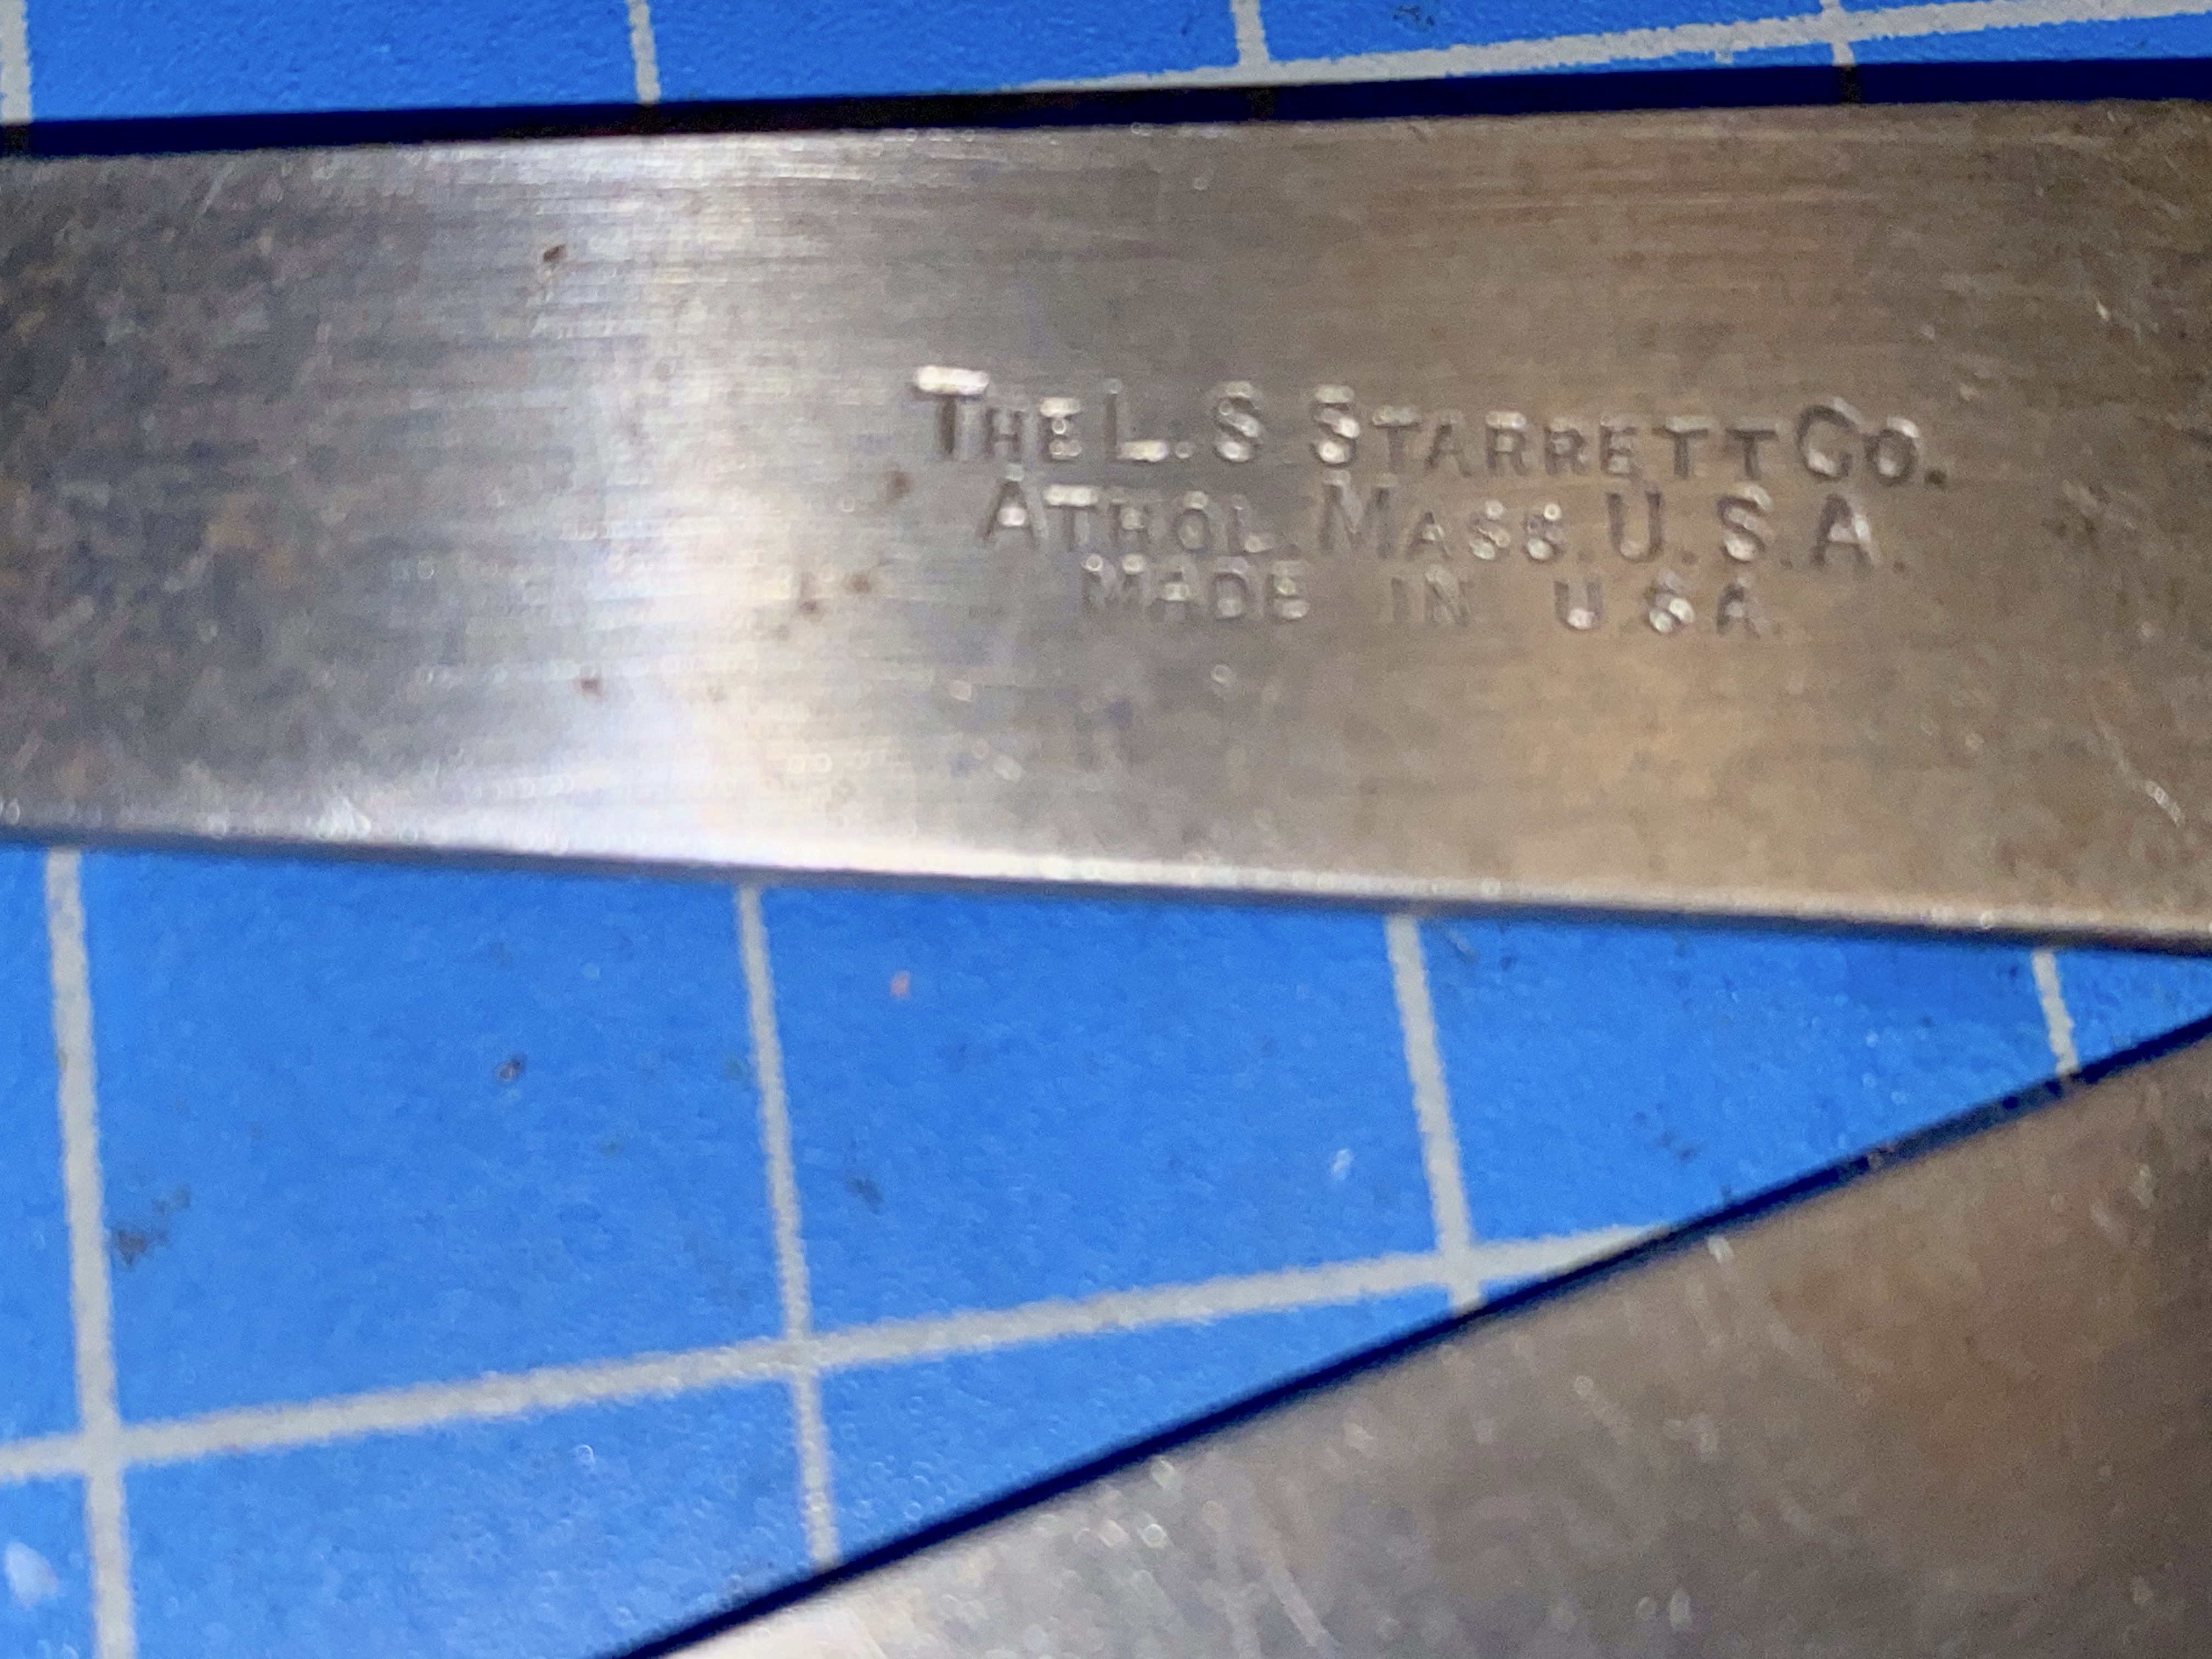 THE L.S STARRETT CO.
ATHOL. MASS. U.S.A.
MADE IN U.S.A.